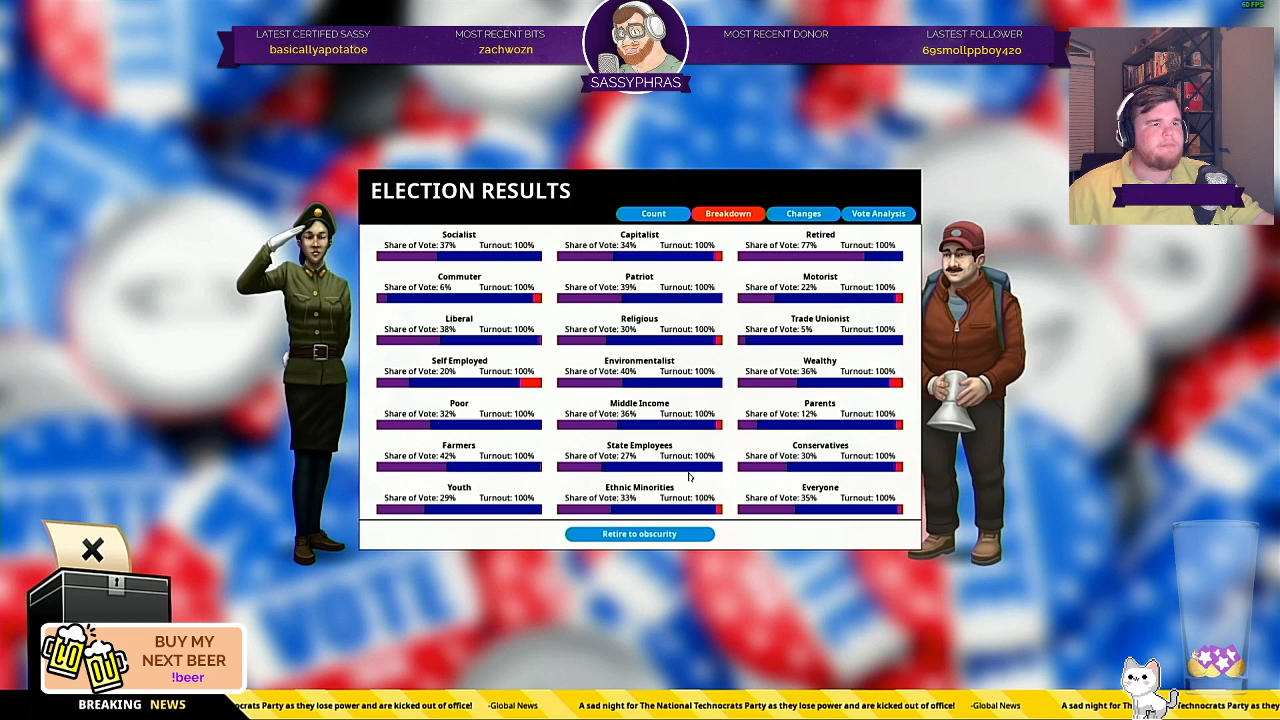 60 FPS
LATEST CERTIFED SASSY
basicallyapotatoe
MOST RECENT BITS
zachwozn
MOST RECENT DONOR
LASTEST FOLLOWER
69smollppboy420
SASSYPHRAS
ELECTION RESULTS
Count Breakdown Changes Vote Analysis
Socialist Capitalist Retired
Share of Vote: 37% Turnout: 100% Share of Vote: 34% Turnout: 100% Share of Vote: 77% Turnout: 100%
Commuter Patriot Motorist
Share of Vote: 6% Turnout: 100% Share of Vote: 39% Turnout: 100% Share of Vote: 22% Turnout: 100%
Liberal Religious Trade Unionist
Share of Vote: 38% Turnout: 100% Share of Vote: 30% Turnout: 100% Share of Vote: 5% Turnout: 100%
Self Employed Environmentalist Wealthy
Share of Vote: 20% Turnout: 100% Share of Vote: 40% Turnout: 100% Share of Vote: 36% Turnout: 100%
Poor Middle Income Parents
Share of Vote: 32% Turnout: 100% Share of Vote: 36% Turnout: 100% Share of Vote: 12% Turnout: 100%
Farmers State Employees Conservatives
Share of Vote: 42% Turnout: 100% Share of Vote: 27% Turnout: 100% Share of Vote: 30% Turnout: 100%
Youth Ethnic Minorities Everyone
Share of Vote: 29% Turnout: 100% Share of Vote: 33% Turnout: 100% Share of Vote: 35% Turnout: 100%
Retire to obscurity
BUY MY
NEXT BEER
!beer
BREAKING NEWS
ocrats Party as they lose power and are kicked out of office! -Global News A sad night for The National Technocrats Party as they lose power and are kicked out of office! -Global News A sad night for Th Technocrats Party as they